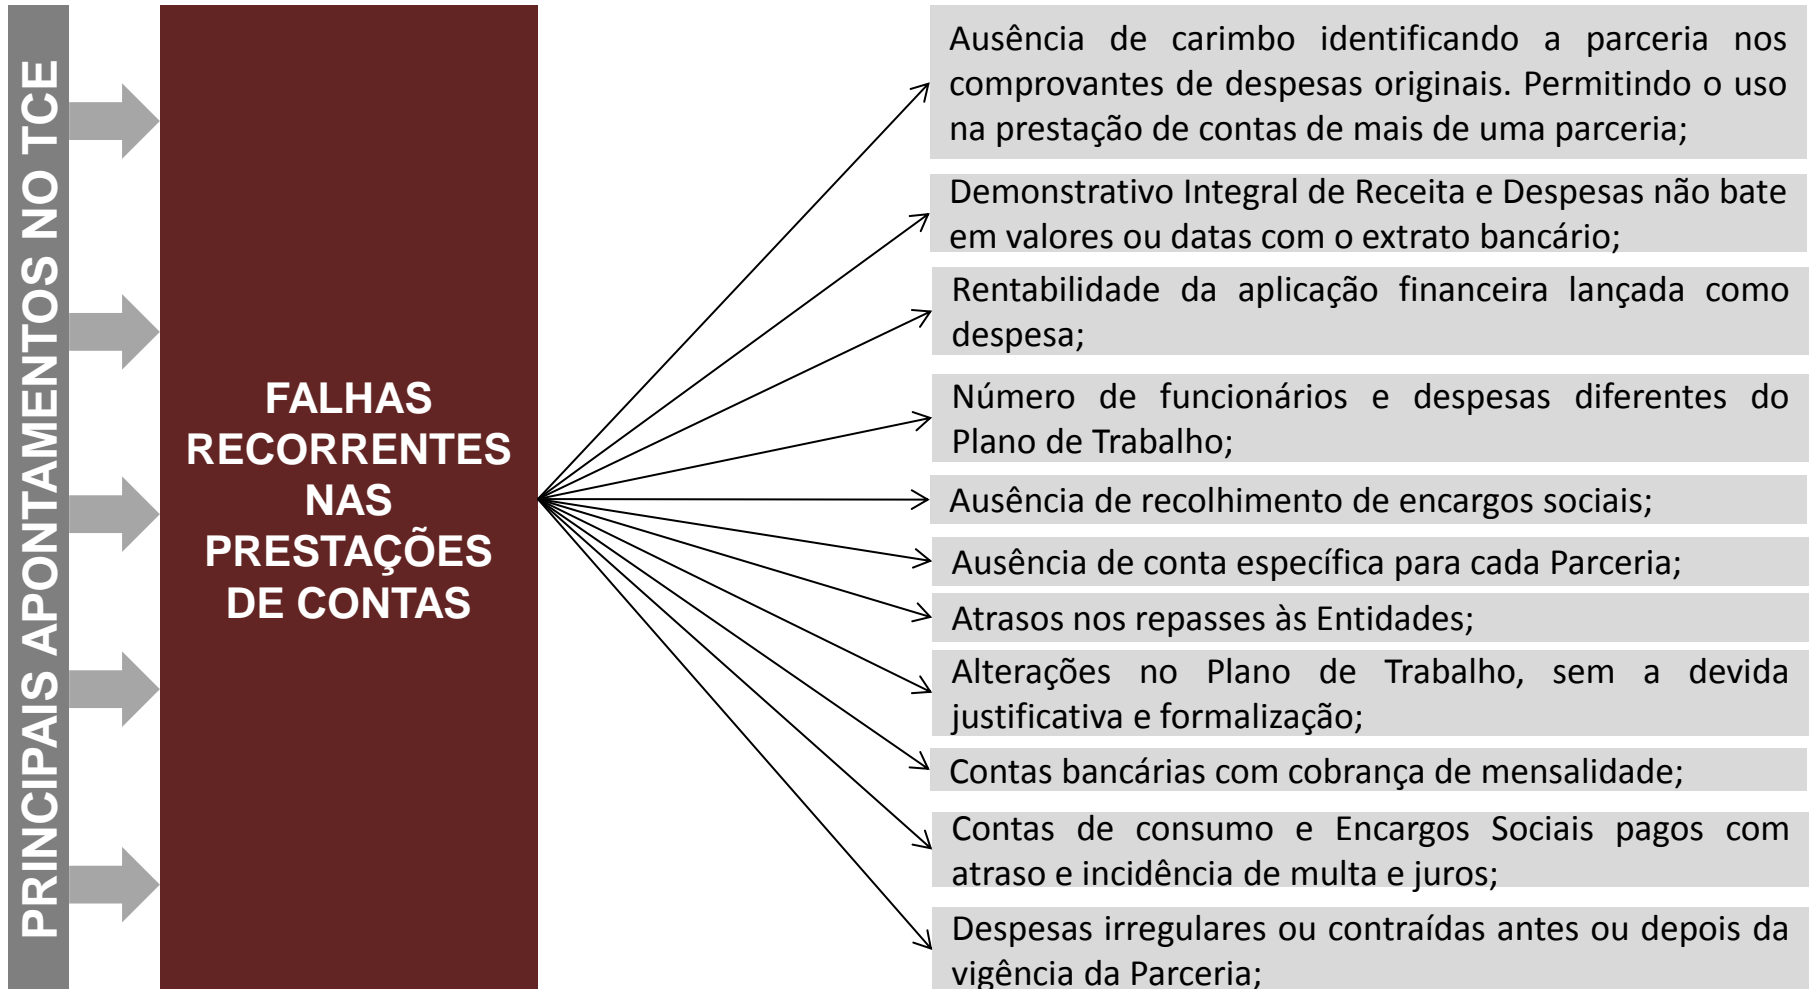 PRINCIPAIS APONTAMENTOS NO TCE
FALHAS
RECORRENTES
NAS
PRESTAÇÕES
DE CONTAS
Ausência de carimbo identificando a parceria nos
comprovantes de despesas originais. Permitindo o uso
na prestação de contas de mais de uma parceria;
Demonstrativo Integral de Receita e Despesas não bate
em valores ou datas com o extrato bancário;
Rentabilidade da aplicação financeira lançada como
despesa;
Número de funcionários e despesas diferentes do
Plano de Trabalho;
Ausência de recolhimento de encargos sociais;
Ausência de conta específica para cada Parceria;
Atrasos nos repasses às Entidades;
Alterações no Plano de Trabalho, sem a devida
justificativa e formalização;
Contas bancárias com cobrança de mensalidade;
Contas de consumo e Encargos Sociais pagos com
atraso e incidência de multa e juros;
Despesas irregulares ou contraídas antes ou depois da
vigência da Parceria;